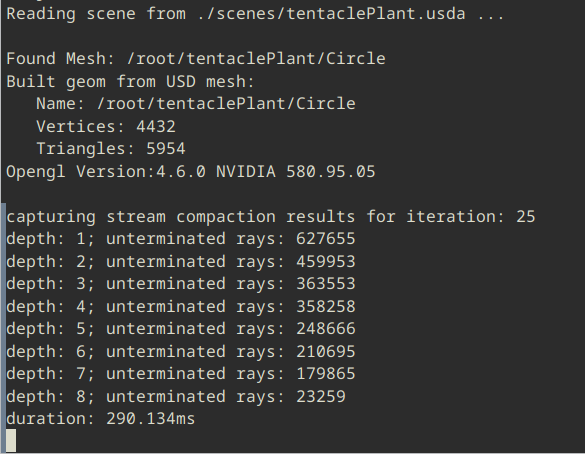 Reading scene from ./scenes/tentaclePlant.usda ...
Found Mesh: /root/tentaclePlant/Circle
Built geom from USD mesh:
Name: /root/tentaclePlant/Circle
Vertices: 4432
Triangles: 5954
Opengl Version:4.6.0 NVIDIA 580.95.05
capturing stream compaction results for iteration: 25
depth: 1; unterminated rays: 627655
depth: 2; unterminated rays: 459953
depth: 3; unterminated rays: 363553
depth: 4; unterminated rays: 358258
depth: 5; unterminated rays: 248666
depth: 6; unterminated rays: 210695
depth: 7; unterminated rays: 179865
depth: 8; unterminated rays: 23259
duration: 290.134ms